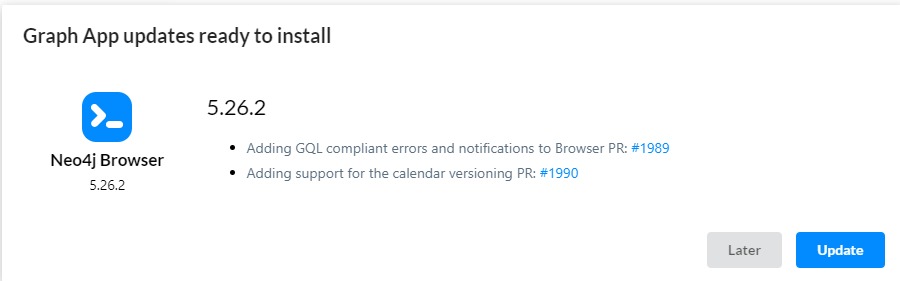 Graph App updates ready to install
5.26.2
Adding GQL compliant errors and notifications to Browser PR: #1989
Adding support for the calendar versioning PR: #1990
Neo4j Browser
5.26.2
Later
Update